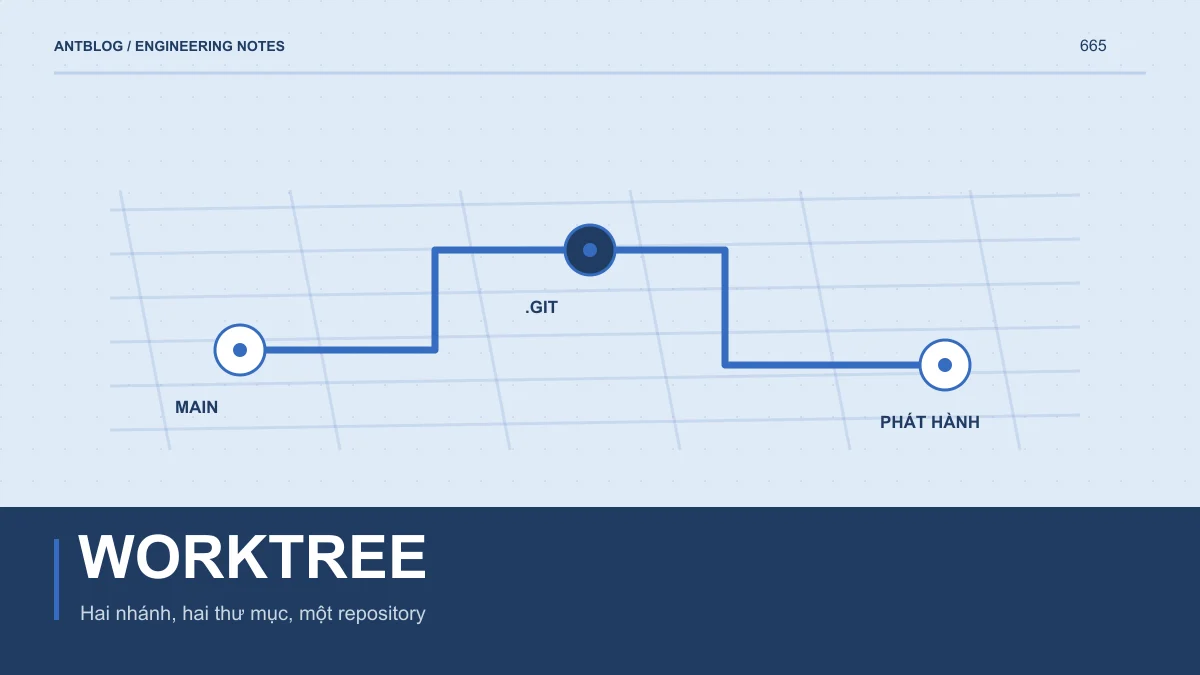 ANTBLOG / ENGINEERING NOTES
665
.GIT
MAIN
PHÁT HÀNH
WORKTREE
Hai nhánh, hai thư mục, một repository